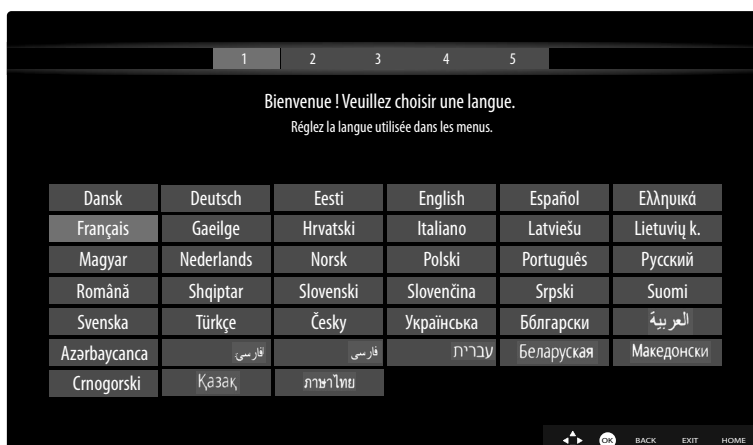 1 2 3 4 5
Bienvenue ! Veuillez choisir une langue.
Réglez la langue utilisée dans les menus.
Dansk Deutsch Eesti English Español Ελληνικά
Français Gaeilge Hrvatski Italiano Latviešu Lietuvių k.
Magyar Nederlands Norsk Polski Português Русский
Română Shqiptar Slovenski Slovenčina Srpski Suomi
Svenska Türkçe Česky Українська Бблгарски العربية
Azərbaycanca فارسی فارسی עברית Беларуская Македонски
Crnogorski Қазақ ภาษาไทย
OK BACK EXIT HOME